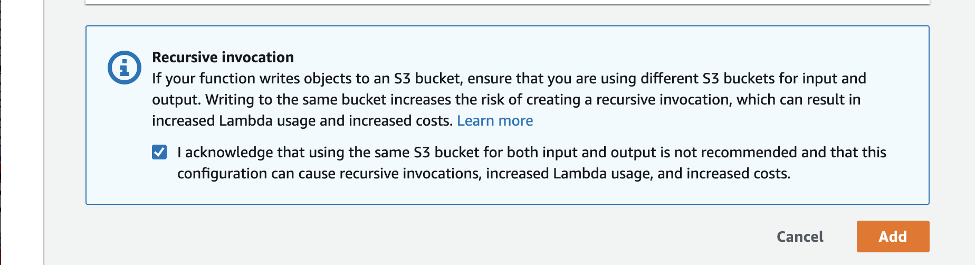 Recursive invocation
If your function writes objects to an S3 bucket, ensure that you are using different S3 buckets for input and
output. Writing to the same bucket increases the risk of creating a recursive invocation, which can result in
increased Lambda usage and increased costs. Learn more
I acknowledge that using the same S3 bucket for both input and output is not recommended and that this
configuration can cause recursive invocations, increased Lambda usage, and increased costs.
Cancel Add